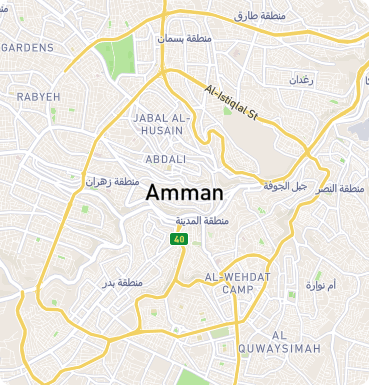 منطقة طارق
منطقة بسمان
GARDENS
رغدان
RABYEH
Al-Istiqlal St
JABAL AL-
HUSAIN
ABDALI
منطقة زهران
Amman
جبل الجوفة
منطقة النصر
منطقة المدينة
40
AL-WEHDAT
CAMP
منطقة بدر
أم نوارة
AL
QUWAYSIMAH